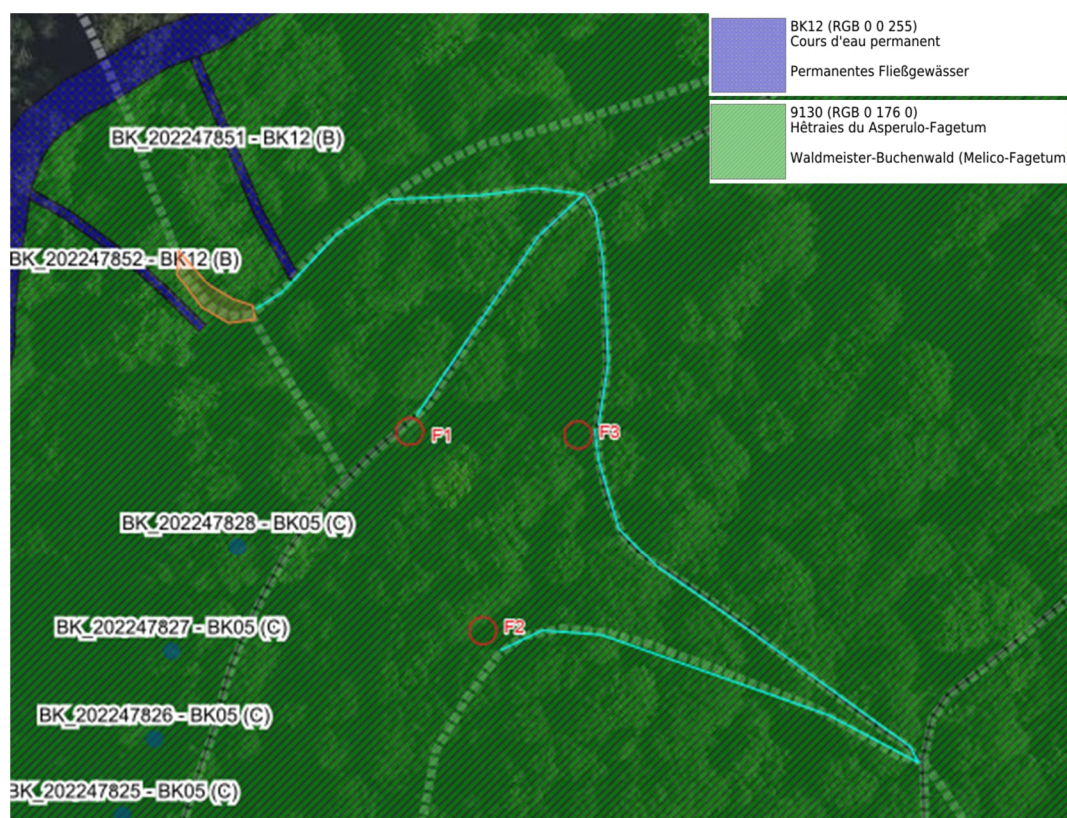 BK12 (RGB 0 0 255)
Cours d'eau permanent
Permanentes Fließgewässer
9130 (RGB 0 176 0)
Hêtraies du Asperulo-Fagetum
Waldmeister-Buchenwald (Melico-Fagetum
BK_202247851 - BK12 (B)
BK_202247852 - BK12 (B)
F1
F3
BK_202247828 - BK05 (C)
BK_202247827 - BK05 (C)
F2
BK_202247826 - BK05 (C)
BK_202247825 - BK05 (C)